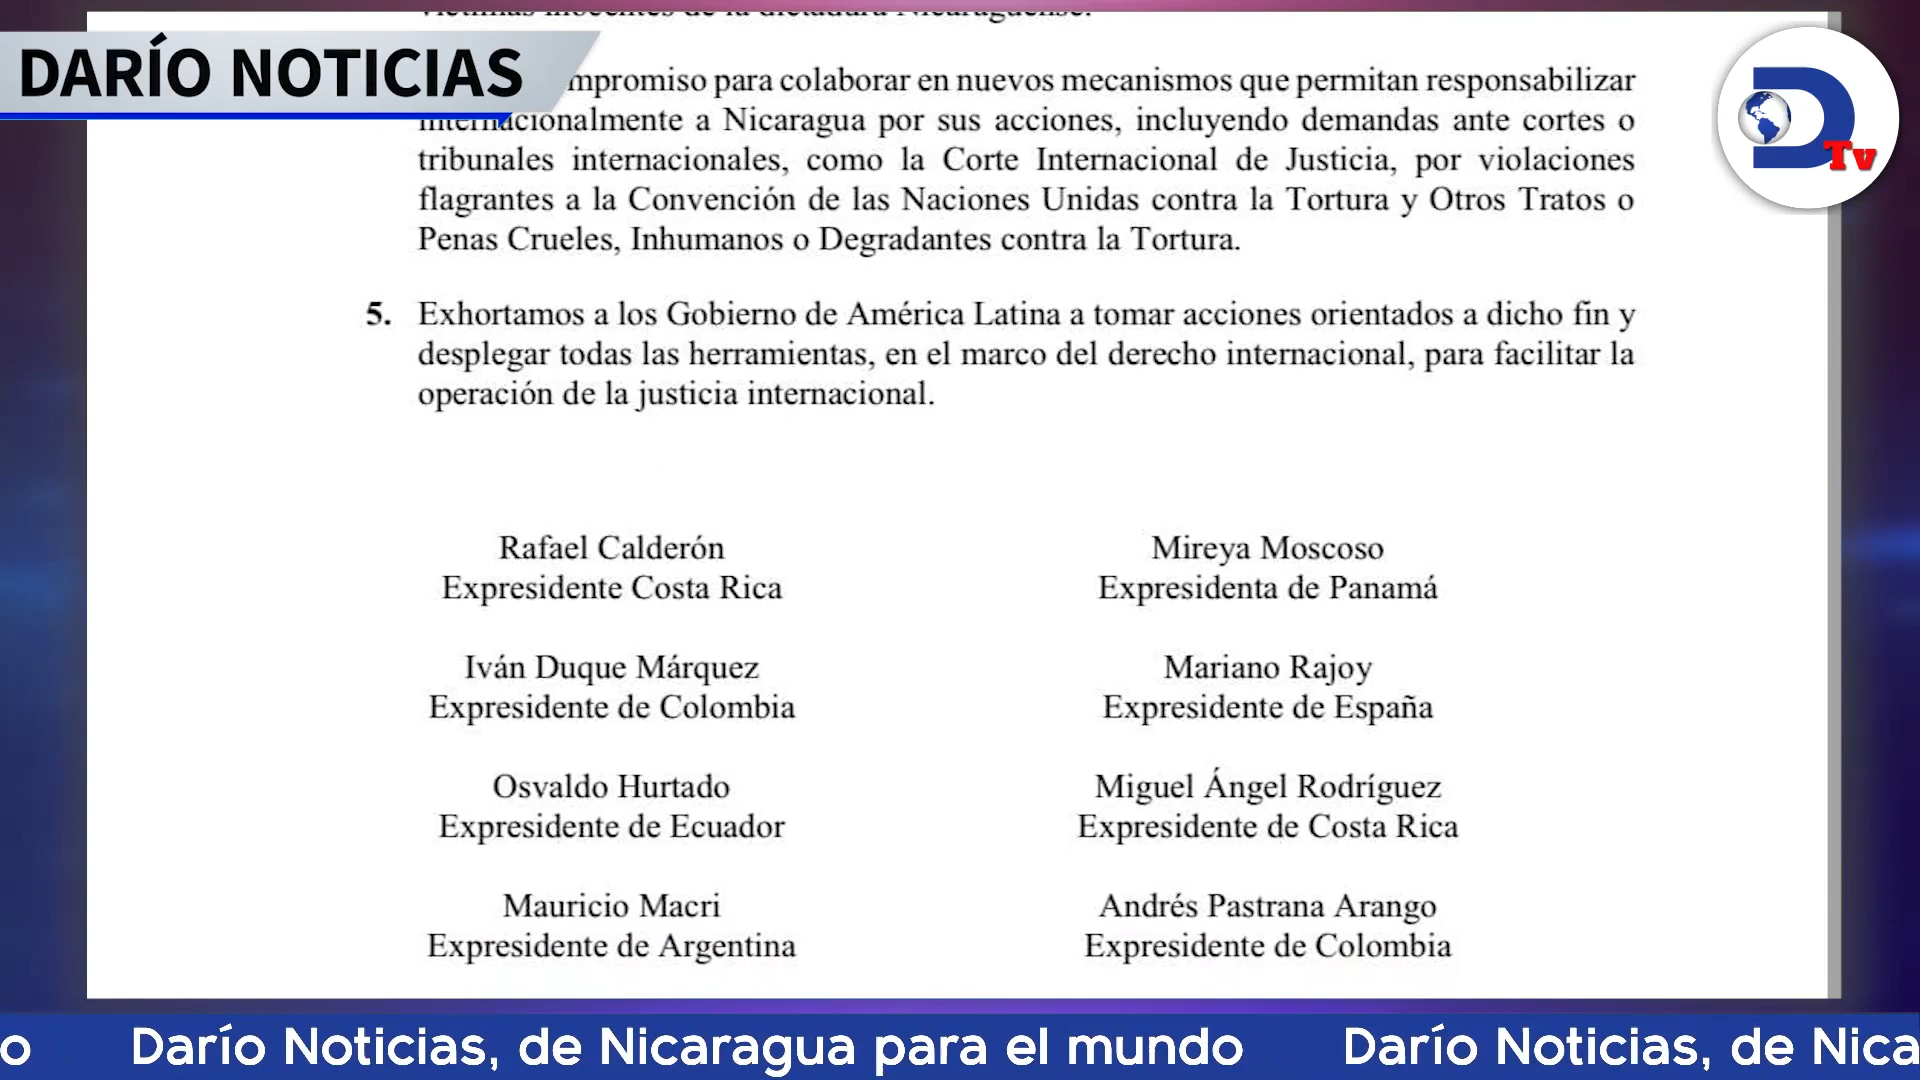 víctimas inocentes de la dictadura Nicaragüense.
DARÍO NOTICIAS
mpromiso para colaborar en nuevos mecanismos que permitan responsabilizar
internacionalmente a Nicaragua por sus acciones, incluyendo demandas ante cortes o
tribunales internacionales, como la Corte Internacional de Justicia, por violaciones
flagrantes a la Convención de las Naciones Unidas contra la Tortura y Otros Tratos o
Penas Crueles, Inhumanos o Degradantes contra la Tortura.
D Tv
5. Exhortamos a los Gobierno de América Latina a tomar acciones orientados a dicho fin y
desplegar todas las herramientas, en el marco del derecho internacional, para facilitar la
operación de la justicia internacional.
Rafael Calderón
Expresidente Costa Rica
Mireya Moscoso
Expresidenta de Panamá
Iván Duque Márquez
Expresidente de Colombia
Mariano Rajoy
Expresidente de España
Osvaldo Hurtado
Expresidente de Ecuador
Miguel Ángel Rodríguez
Expresidente de Costa Rica
Mauricio Macri
Expresidente de Argentina
Andrés Pastrana Arango
Expresidente de Colombia
o Darío Noticias, de Nicaragua para el mundo Darío Noticias, de Nica